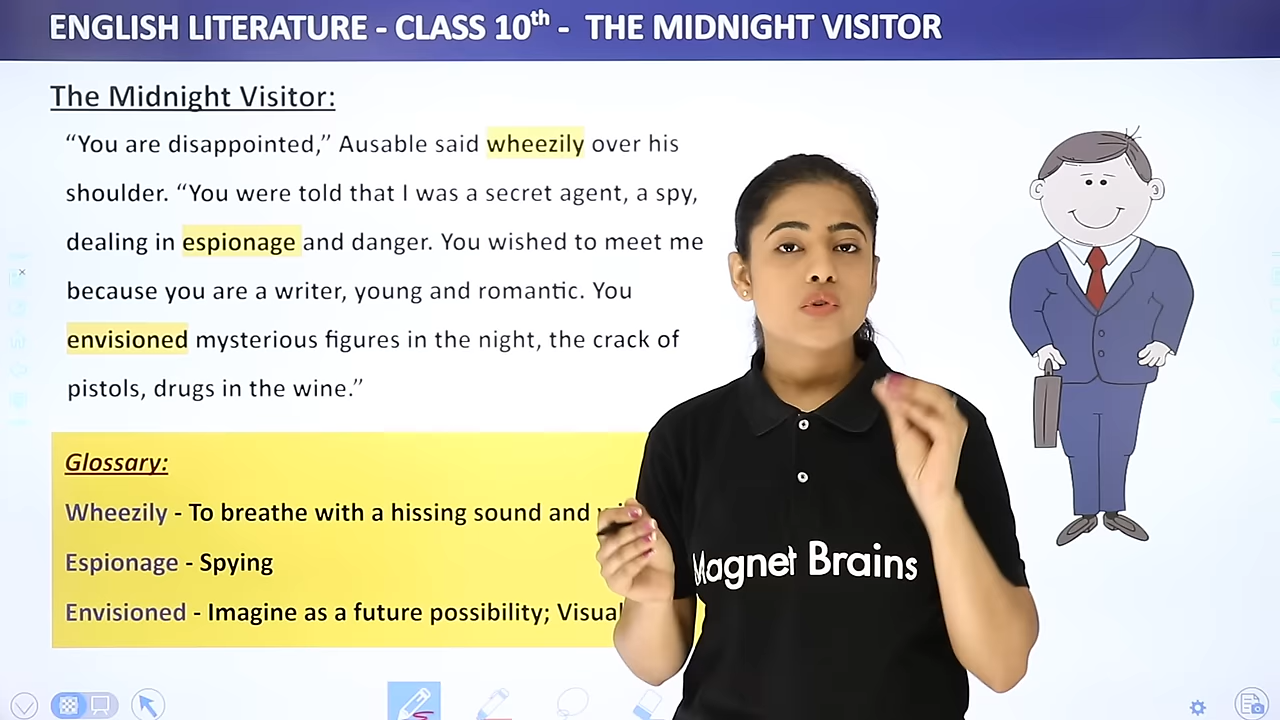 ENGLISH LITERATURE - CLASS 10th - THE MIDNIGHT VISITOR
The Midnight Visitor:
“You are disappointed,” Ausable said wheezily over his
shoulder. “You were told that I was a secret agent, a spy,
dealing in espionage and danger. You wished to meet me
because you are a writer, young and romantic. You
envisioned mysterious figures in the night, the crack of
pistols, drugs in the wine.”
Glossary:
Wheezily - To breathe with a hissing sound and
Espionage - Spying
Envisioned - Imagine as a future possibility;
Magnet Brains